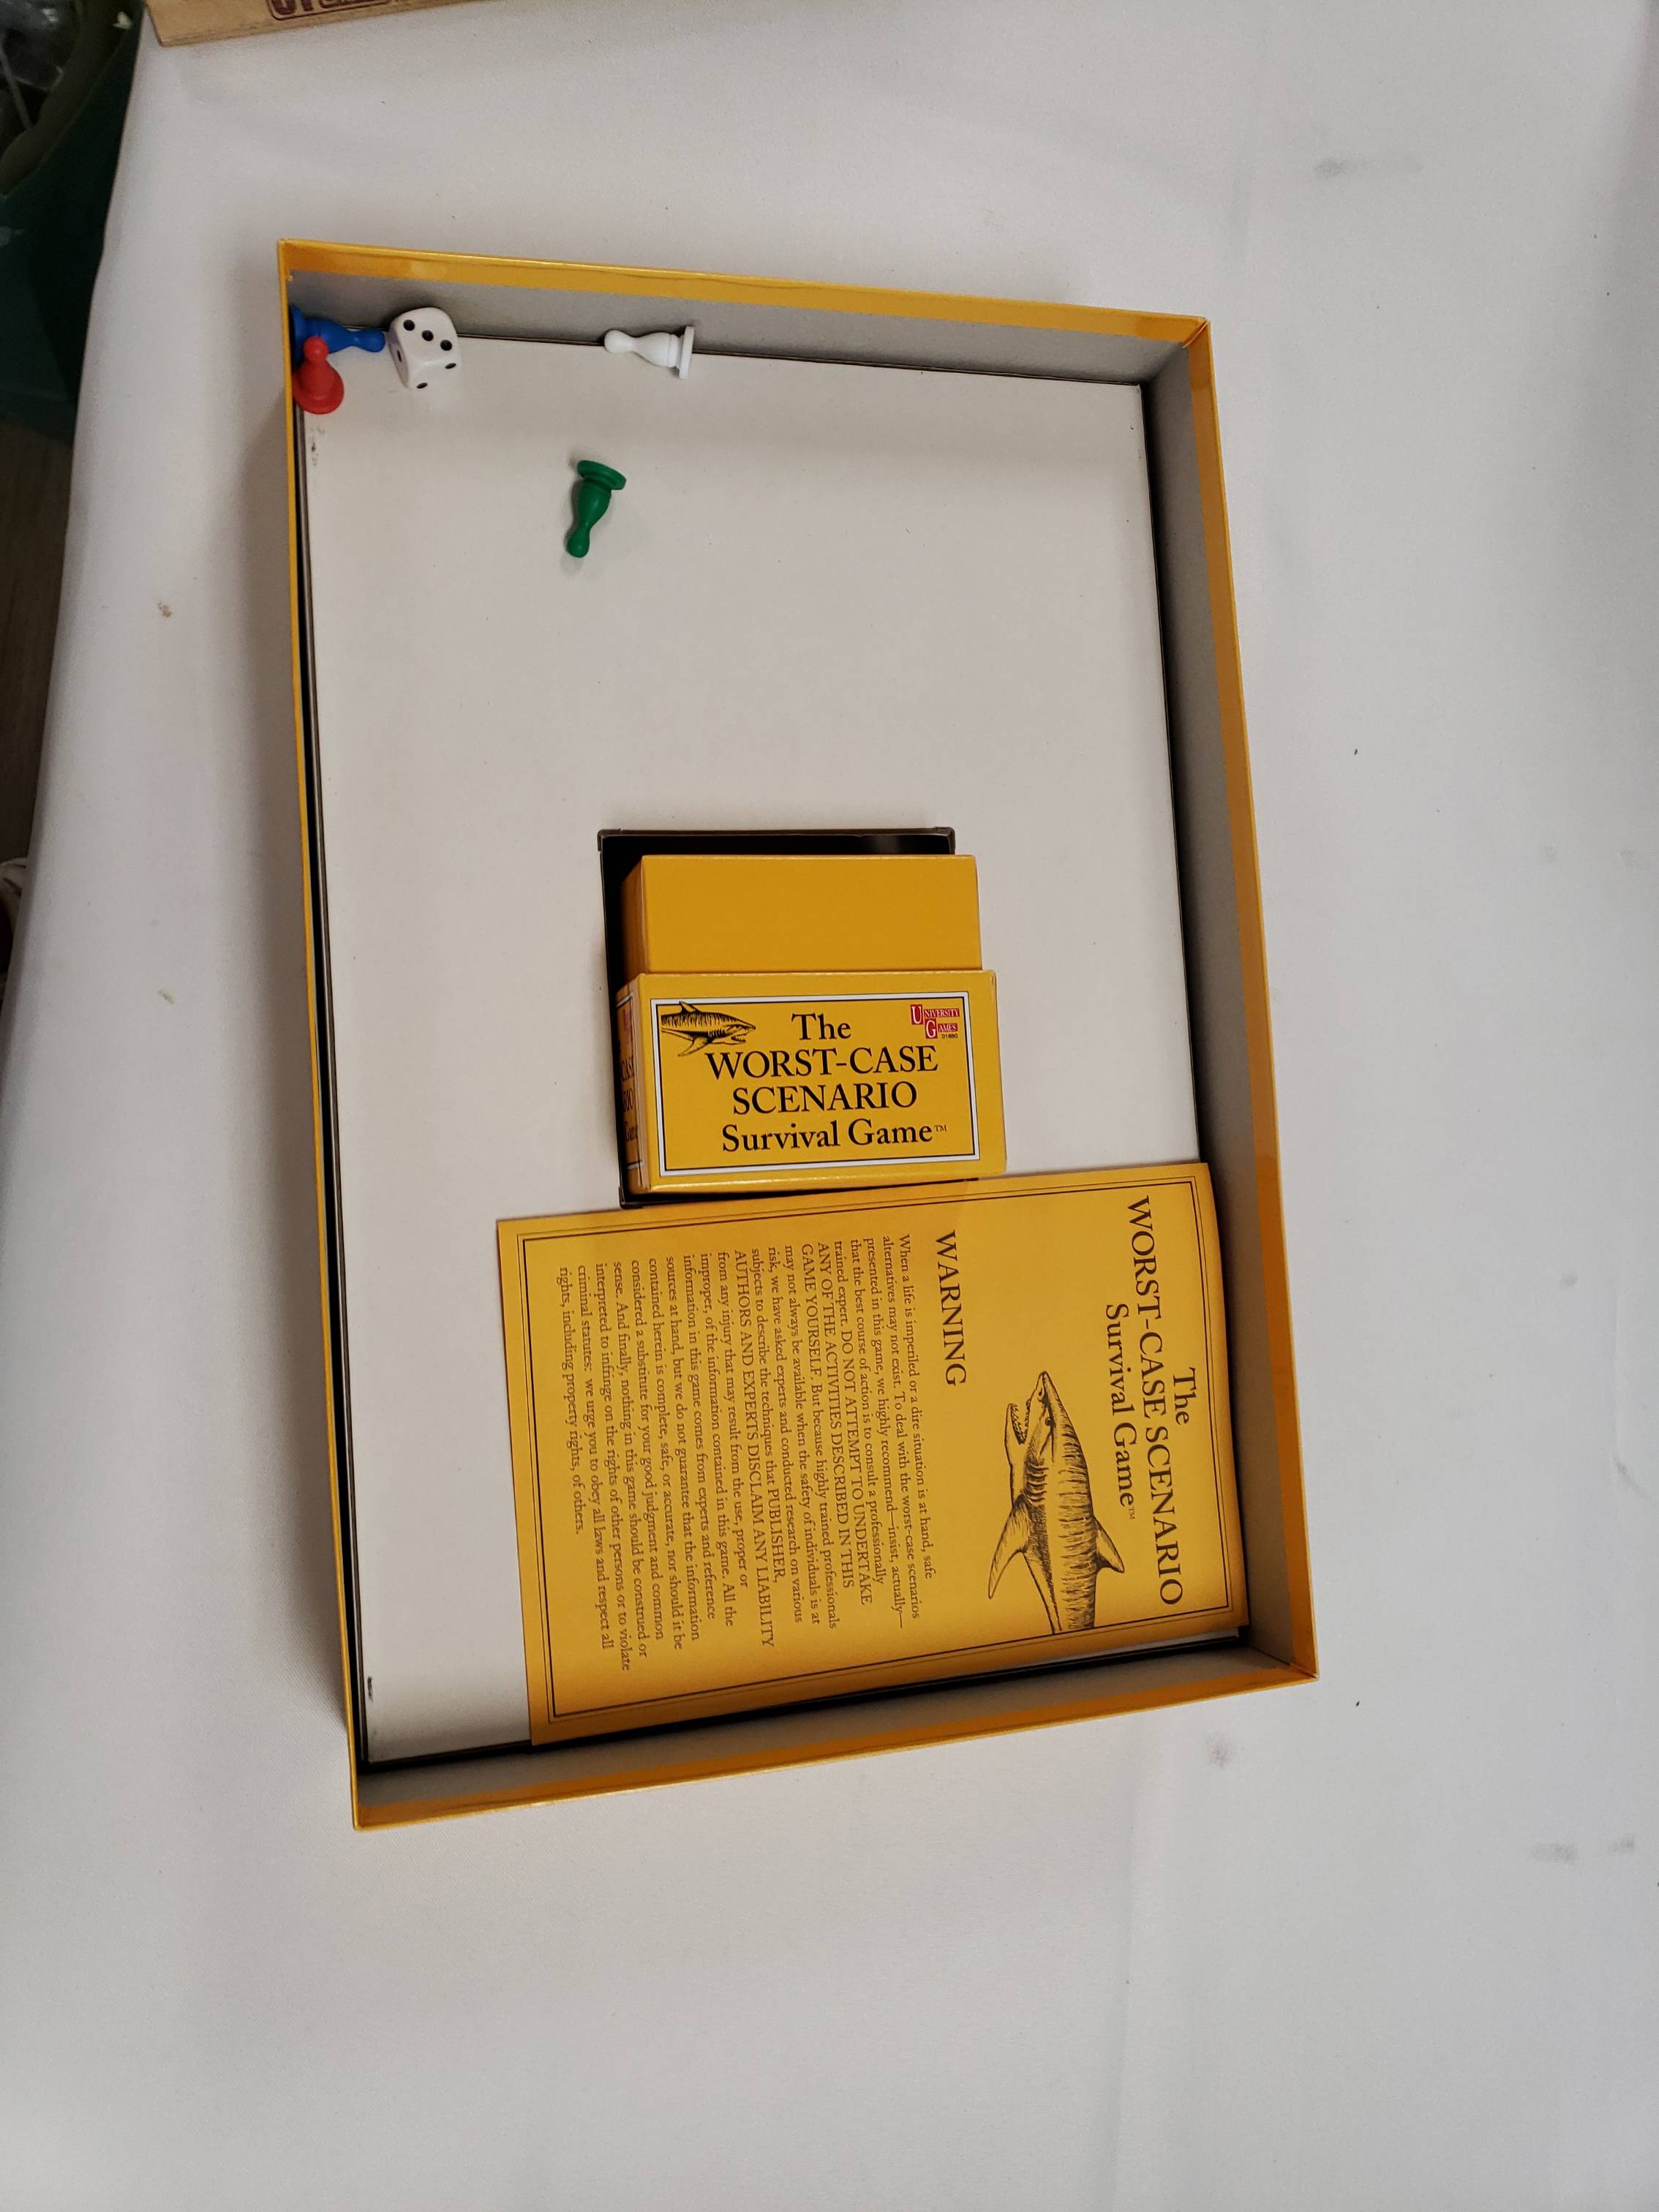 The
WORST-CASE
SCENARIO
Survival Game™
UNIVERSITY
GAMES
01880
The
WORST-CASE SCENARIO
Survival Game™
WARNING
When a life is imperiled or a dire situation is at hand, safe
alternatives may not exist. To deal with the worst-case scenarios
presented in this game, we highly recommend—insist, actually—
that the best course of action is to consult a professionally
trained expert. DO NOT ATTEMPT TO UNDERTAKE
ANY OF THE ACTIVITIES DESCRIBED IN THIS
GAME YOURSELF. But because highly trained professionals
may not always be available when the safety of individuals is at
risk, we have asked experts and conducted research on various
subjects to describe the techniques that PUBLISHER,
AUTHORS AND EXPERTS DISCLAIM ANY LIABILITY
from any injury that may result from the use, proper or
improper, of the information contained in this game. All the
information in this game comes from experts and reference
sources at hand, but we do not guarantee that the information
contained herein is complete, safe, or accurate, nor should it be
considered a substitute for your good judgment and common
sense. And finally, nothing in this game should be construed or
interpreted to infringe on the rights of other persons or to violate
criminal statutes: we urge you to obey all laws and respect all
rights, including property rights, of others.